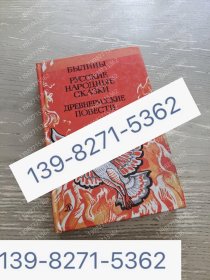 БЫЛИНЫ
РУССКИЕ
НАРОДНЫЕ
СКАЗКИ
ДРЕВНЕРУССКИЕ
ПОВЕСТИ
139-8271-5362
139-8271-5362